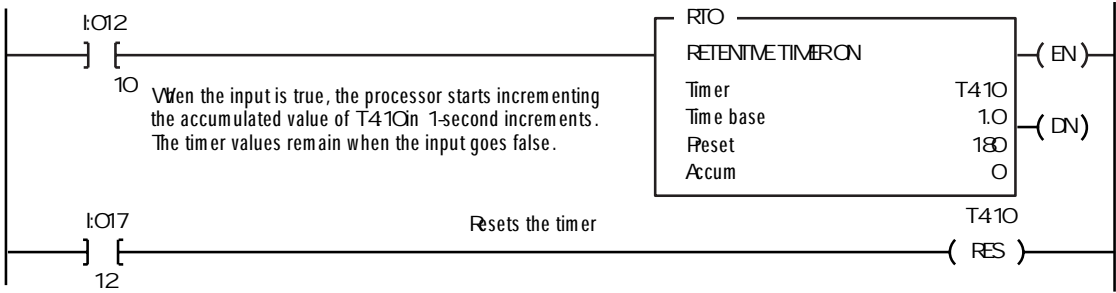 I:012
10
RTO
RETENTIVE TIMER ON
EN
Timer T4:10
Time base 1.0
DN
Preset 180
Accum 0
When the input is true, the processor starts incrementing
the accumulated value of T4:10 in 1-second increments.
The timer values remain when the input goes false.
I:017
12
Resets the timer
T4:10
RES